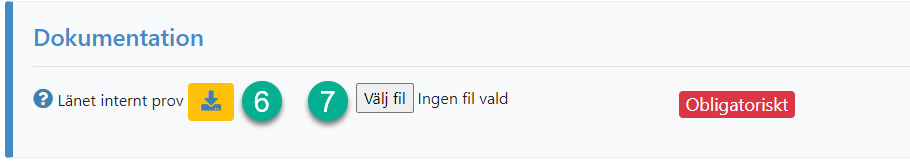 Dokumentation
Länet internt prov 6 7 Välj fil Ingen fil vald Obligatoriskt